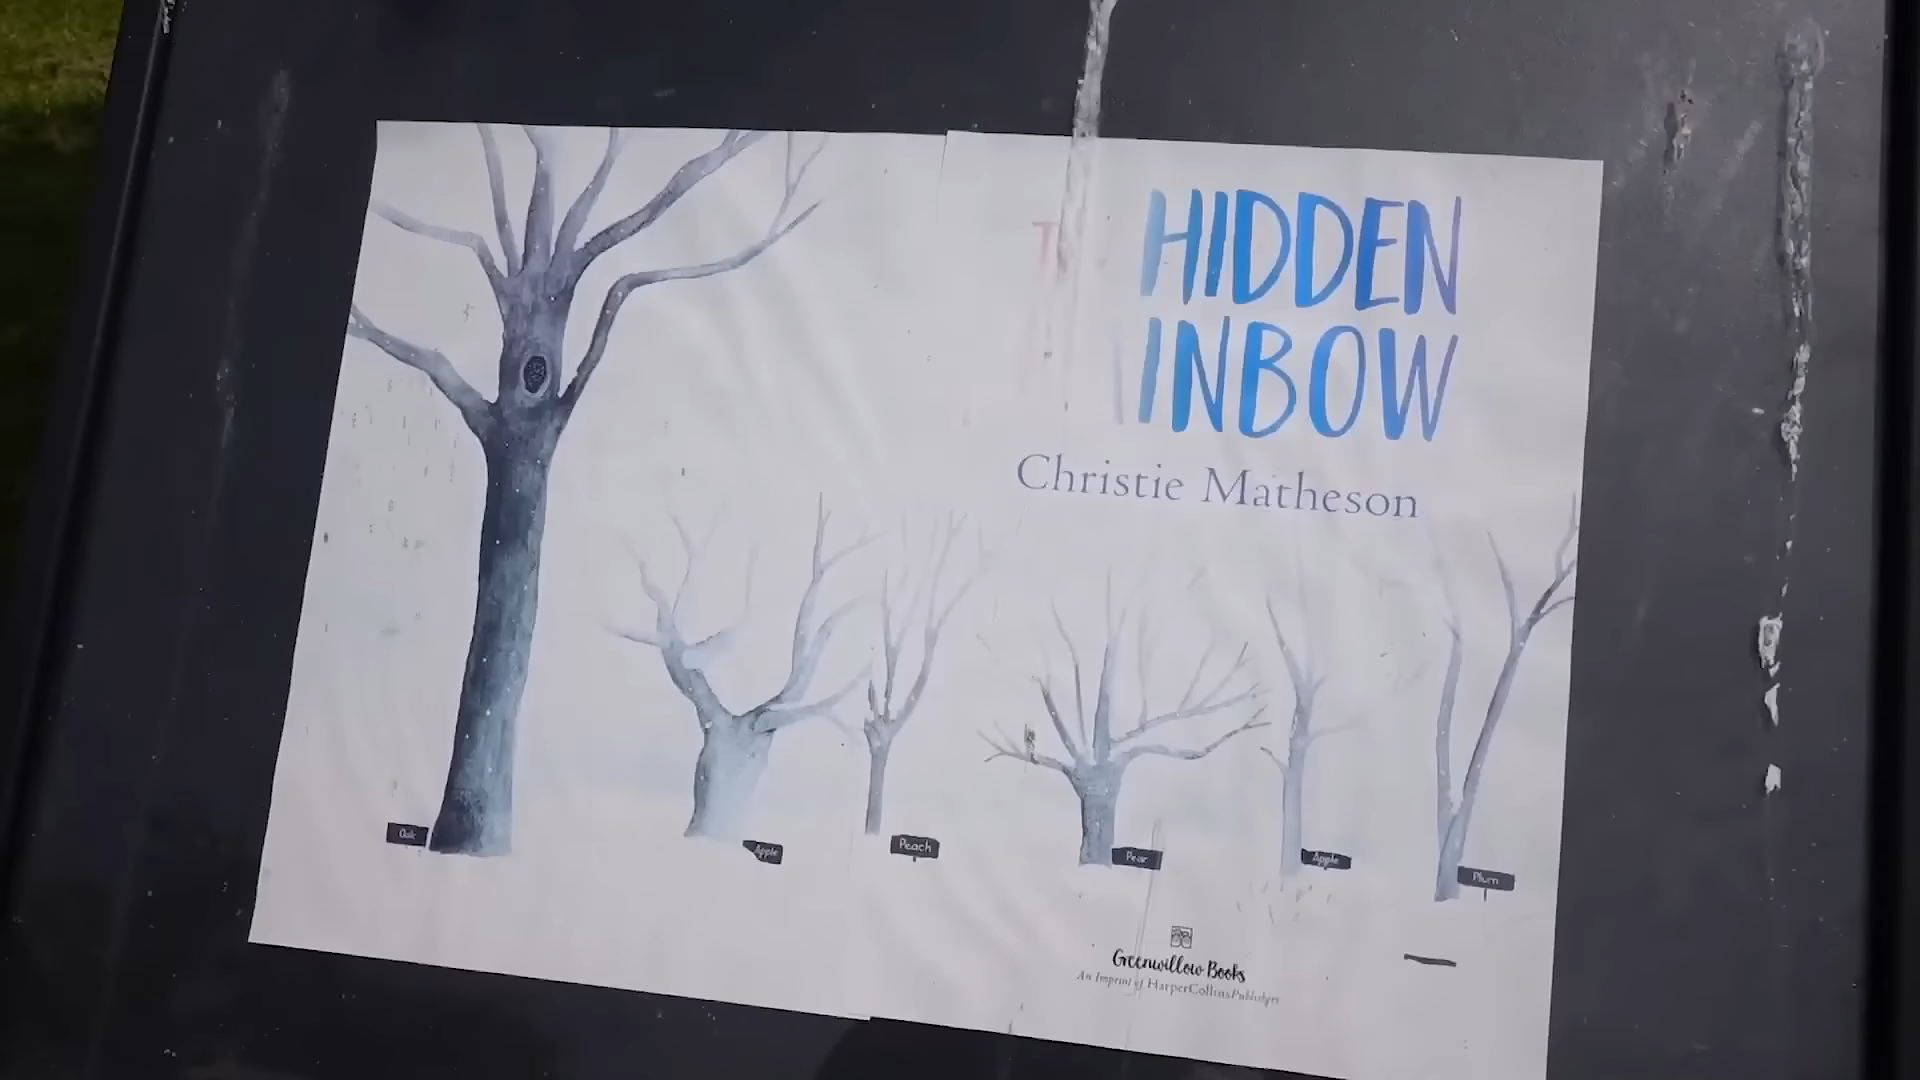 T HIDDEN
INBOW
Christie Matheson
Oak
Apple
Peach
Pear
Apple
Plum
Greenwillow Books
An Imprint of HarperCollinsPublishers